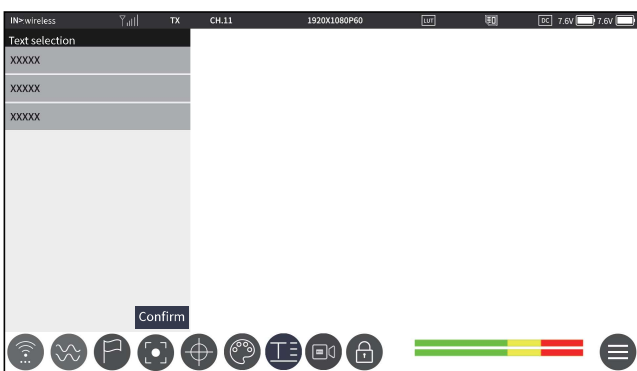 IN>:wireless TX CH.11 1920X1080P60 LUT DC 7.6V 7.6V
Text selection
XXXXX
XXXXX
XXXXX
Confirm